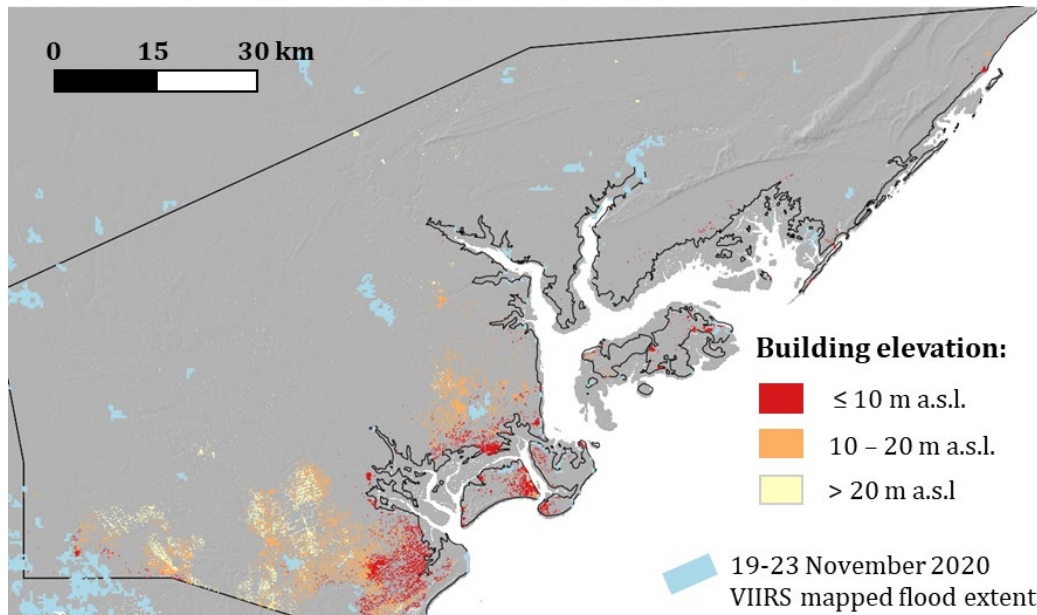 0 15 30 km
Building elevation:
≤ 10 m a.s.l.
10 – 20 m a.s.l.
> 20 m a.s.l
19-23 November 2020
VIIRS mapped flood extent